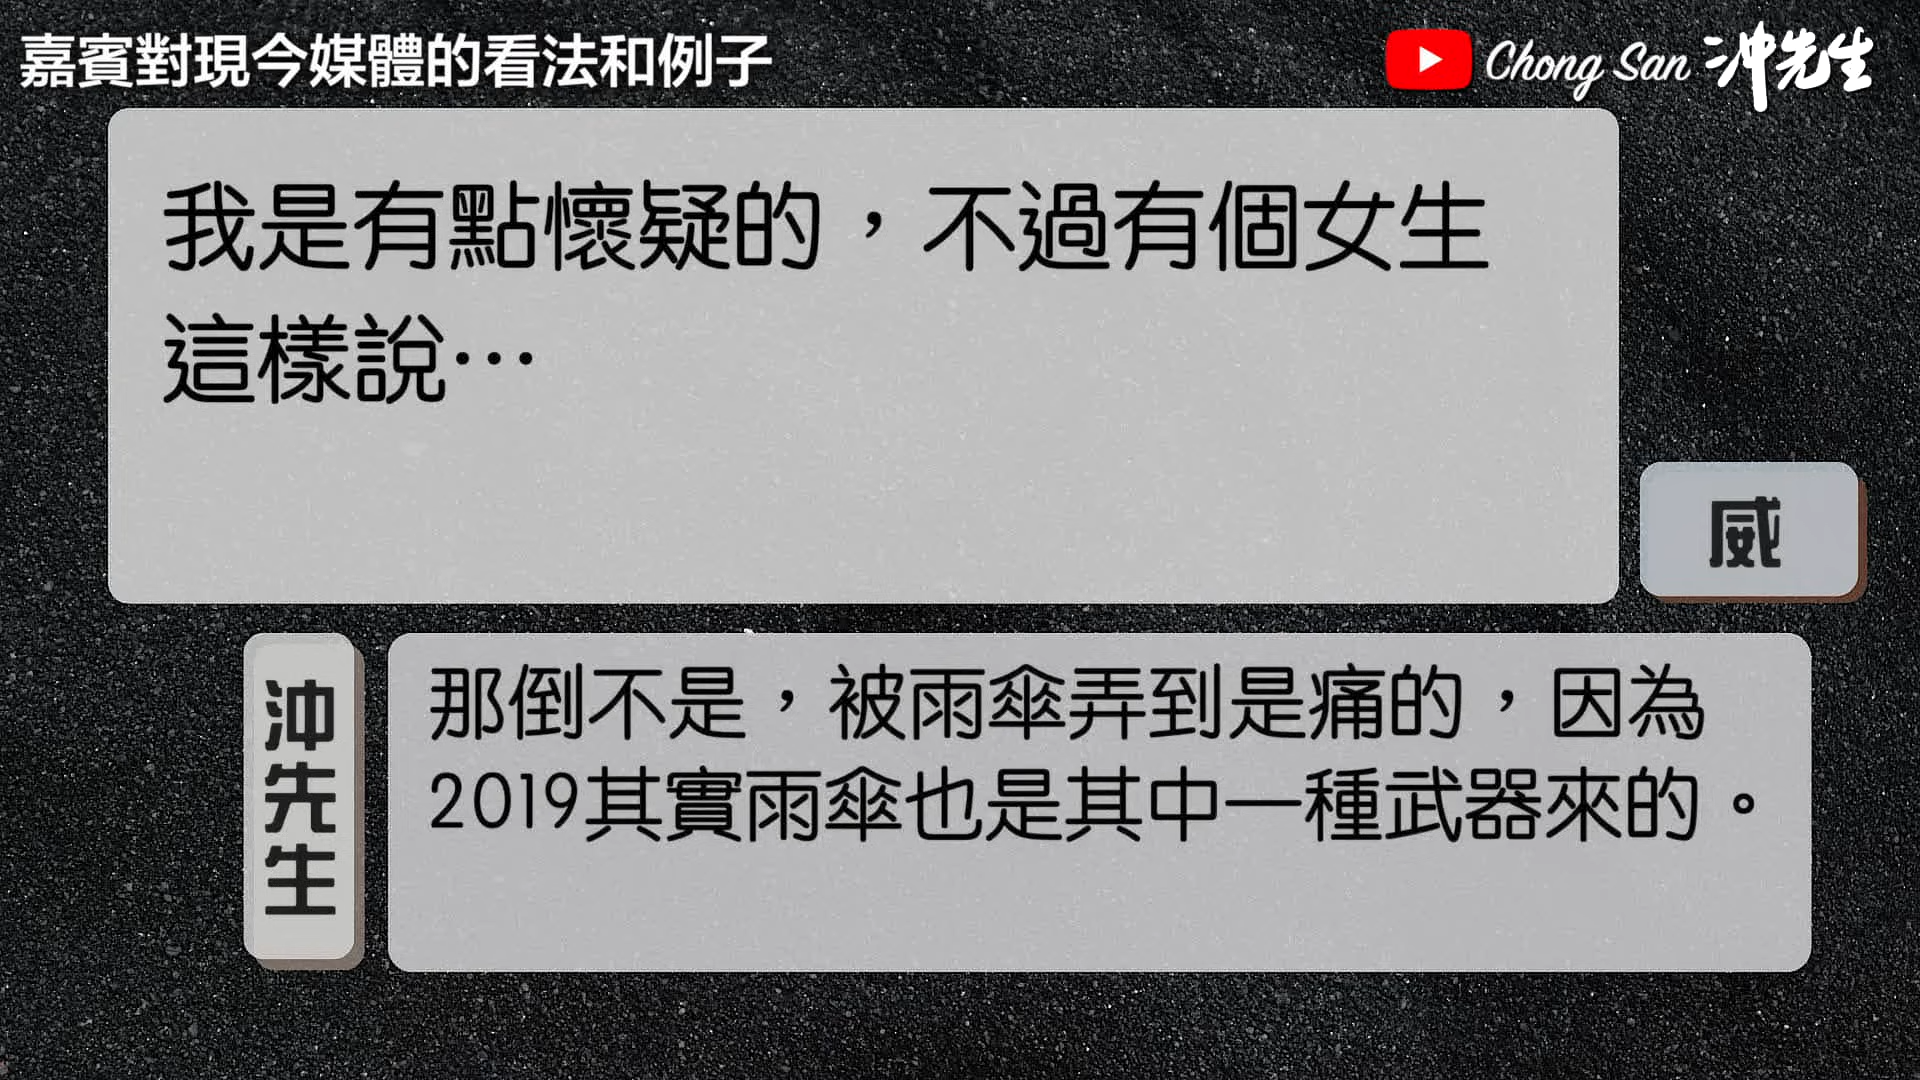 嘉賓對現今媒體的看法和例子
Chong San 沖先生
我是有點懷疑的，不過有個女生
這樣說…
威
沖先生
那倒不是，被雨傘弄到是痛的，因為
2019其實雨傘也是其中一種武器來的。